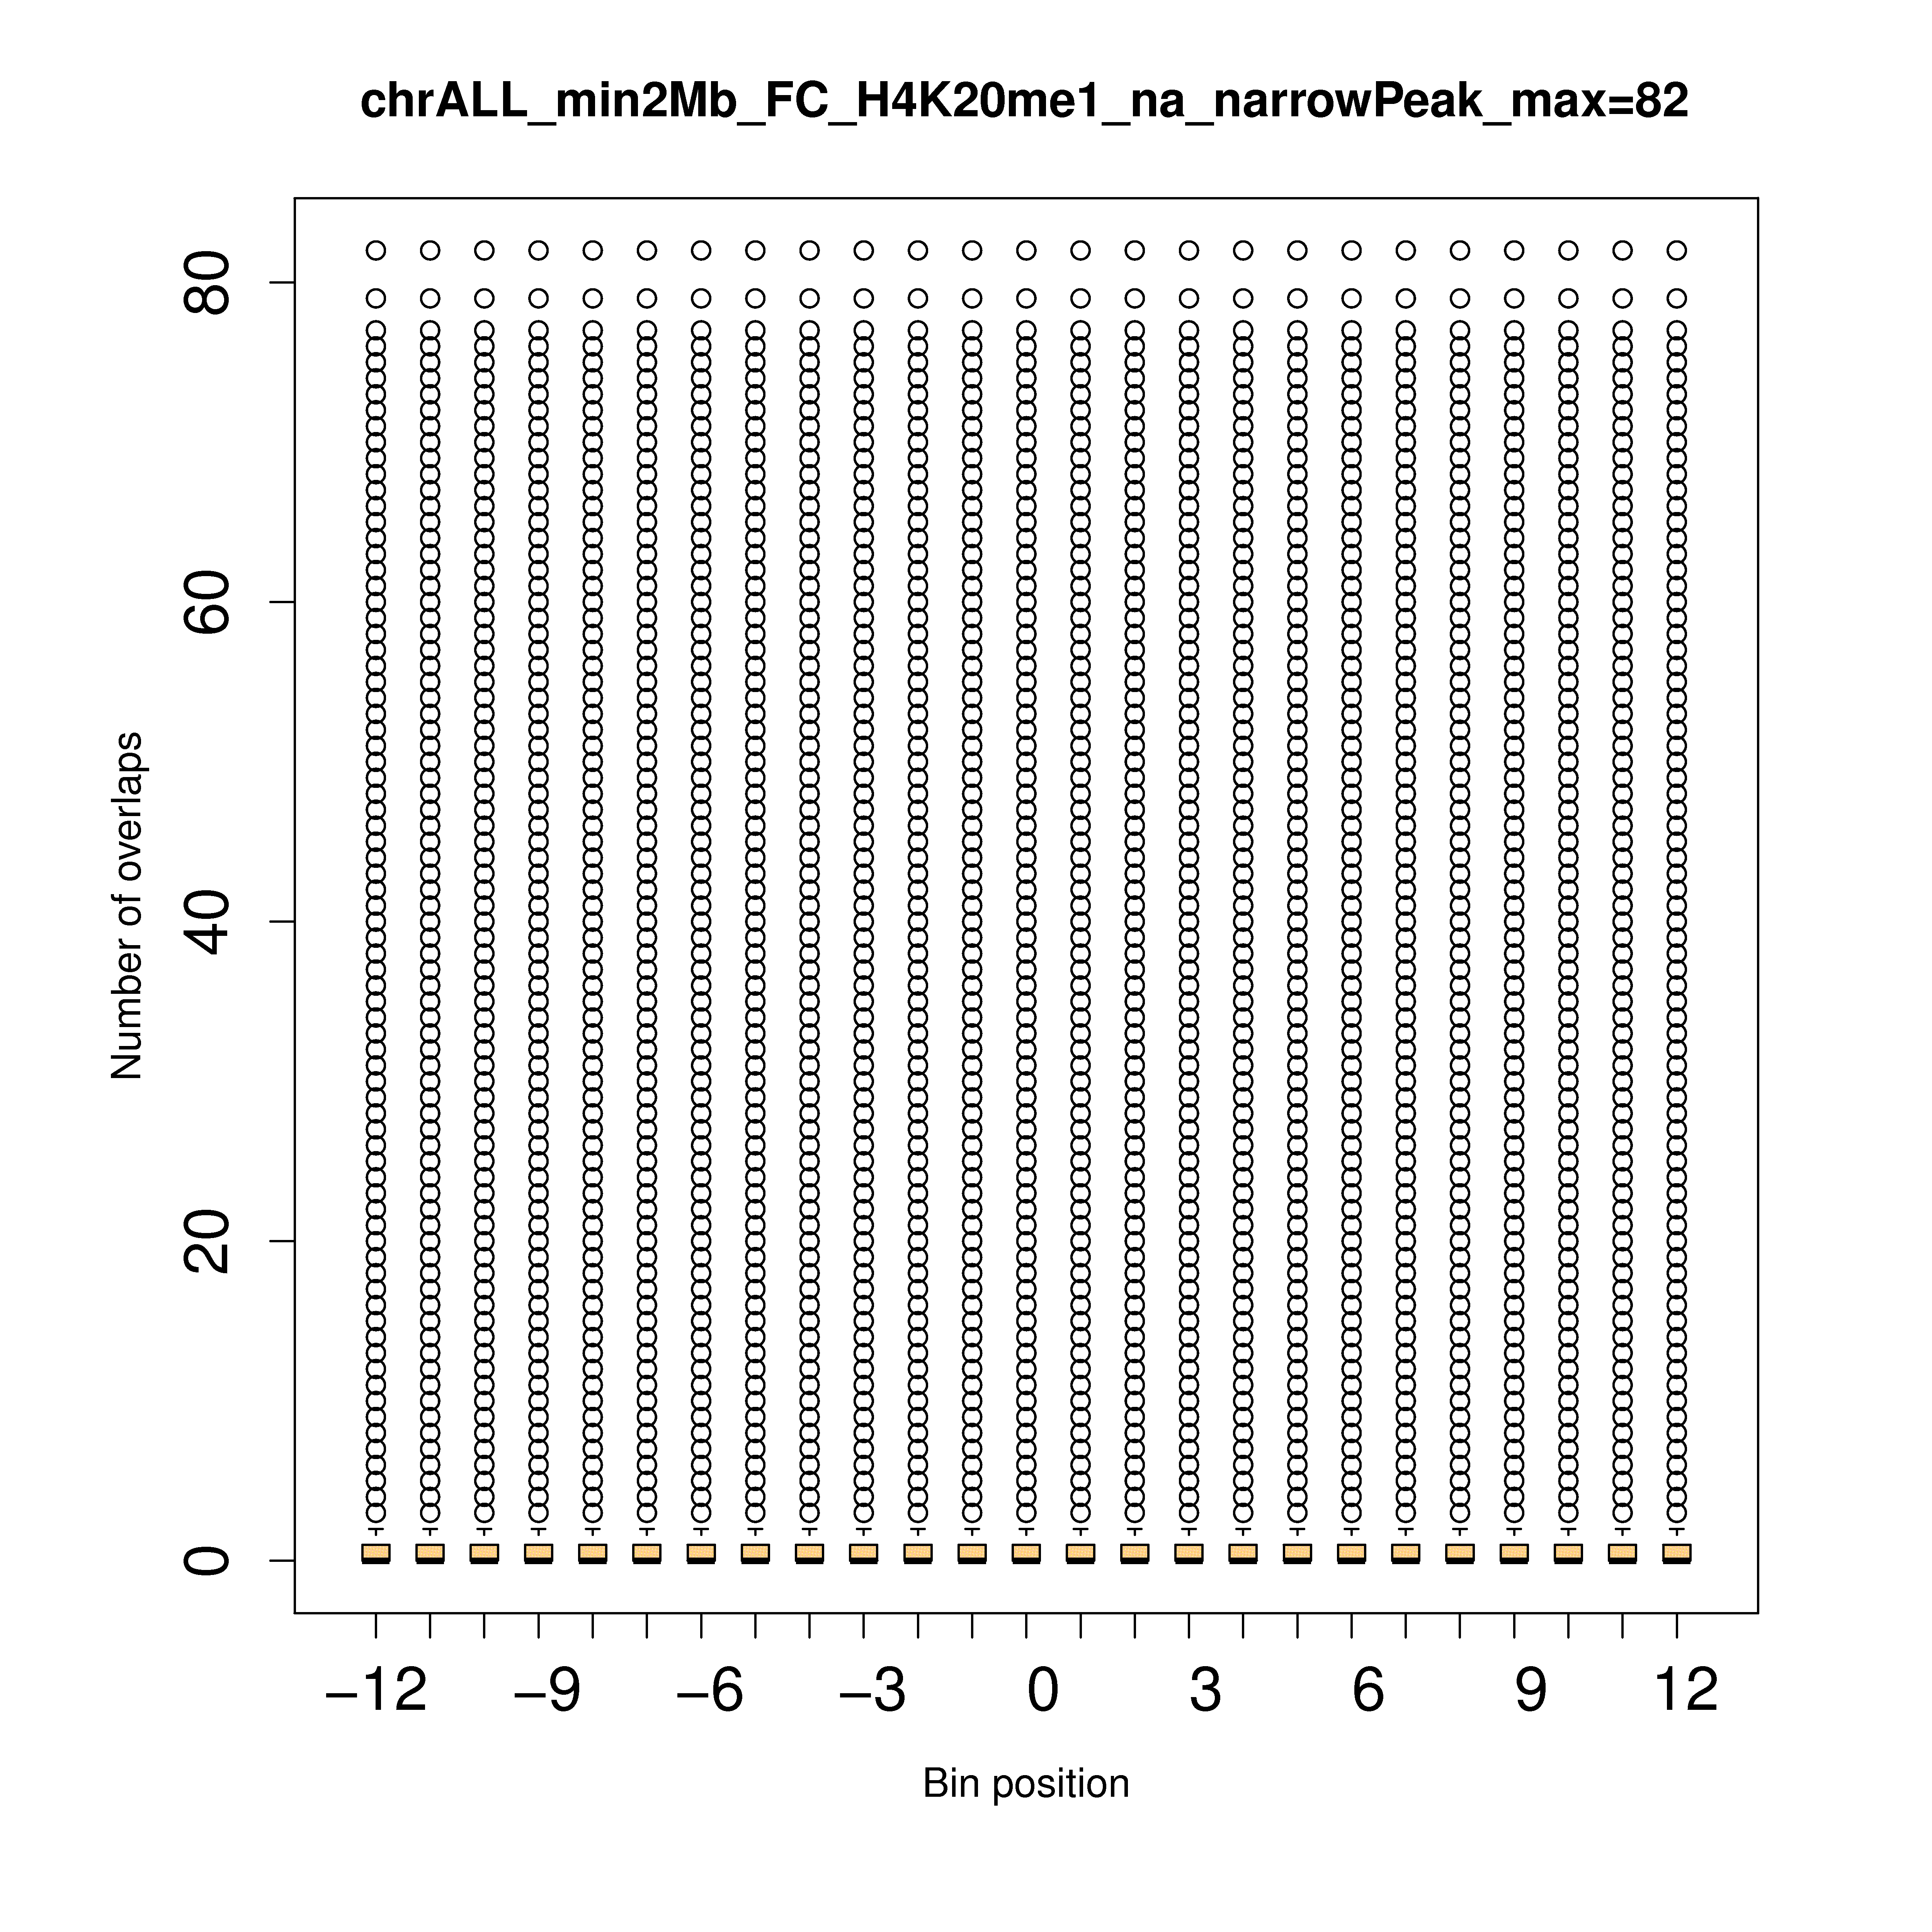 chrALL_min2Mb_FC_H4K20me1_na_narrowPeak_max=82
80
60
40
20
0
Number of overlaps
−12 −9 −6 −3 0 3 6 9 12
Bin position